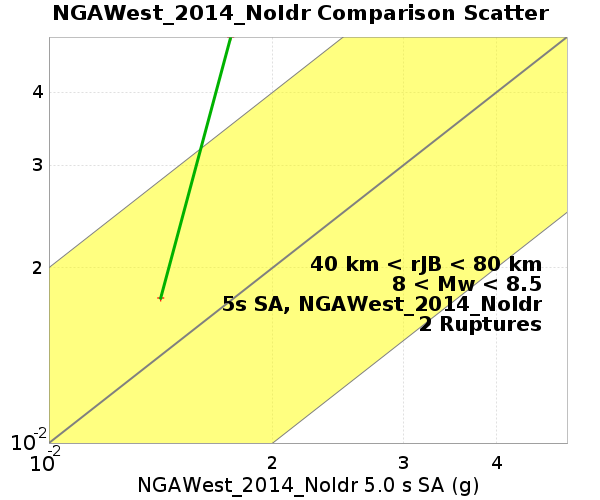 NGAWest_2014_NoIdr Comparison Scatter
4
3
2
10-2
40 km < rJB < 80 km
8 < Mw < 8.5
5s SA, NGAWest_2014_NoIdr
2 Ruptures
10-2 2 3 4
NGAWest_2014_NoIdr 5.0 s SA (g)